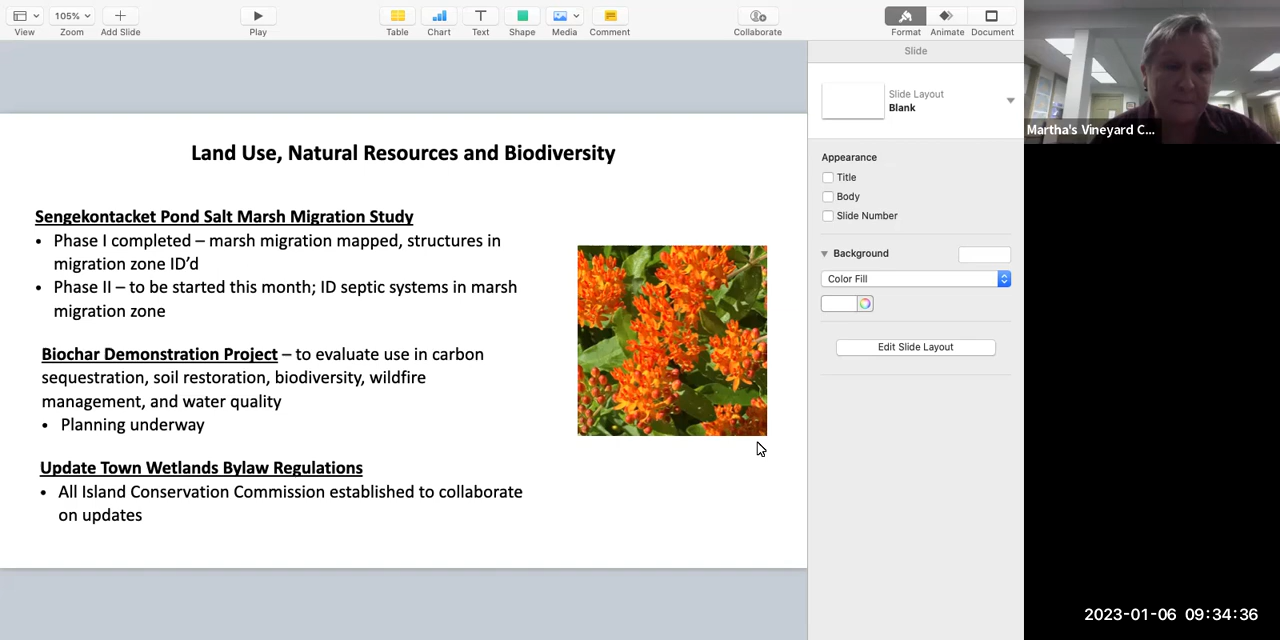 View
105%
Zoom
Add Slide
Play
Table
Chart
Text
Shape
Media
Comment
Collaborate
Format
Animate
Document
Slide
Slide Layout
Blank
Appearance
Title
Body
Slide Number
Background
Color Fill
Edit Slide Layout
Land Use, Natural Resources and Biodiversity
Sengekontacket Pond Salt Marsh Migration Study
• Phase I completed – marsh migration mapped, structures in
migration zone ID’d
• Phase II – to be started this month; ID septic systems in marsh
migration zone
Biochar Demonstration Project – to evaluate use in carbon
sequestration, soil restoration, biodiversity, wildfire
management, and water quality
• Planning underway
Update Town Wetlands Bylaw Regulations
• All Island Conservation Commission established to collaborate
on updates
Martha's Vineyard C...
2023-01-06 09:34:36